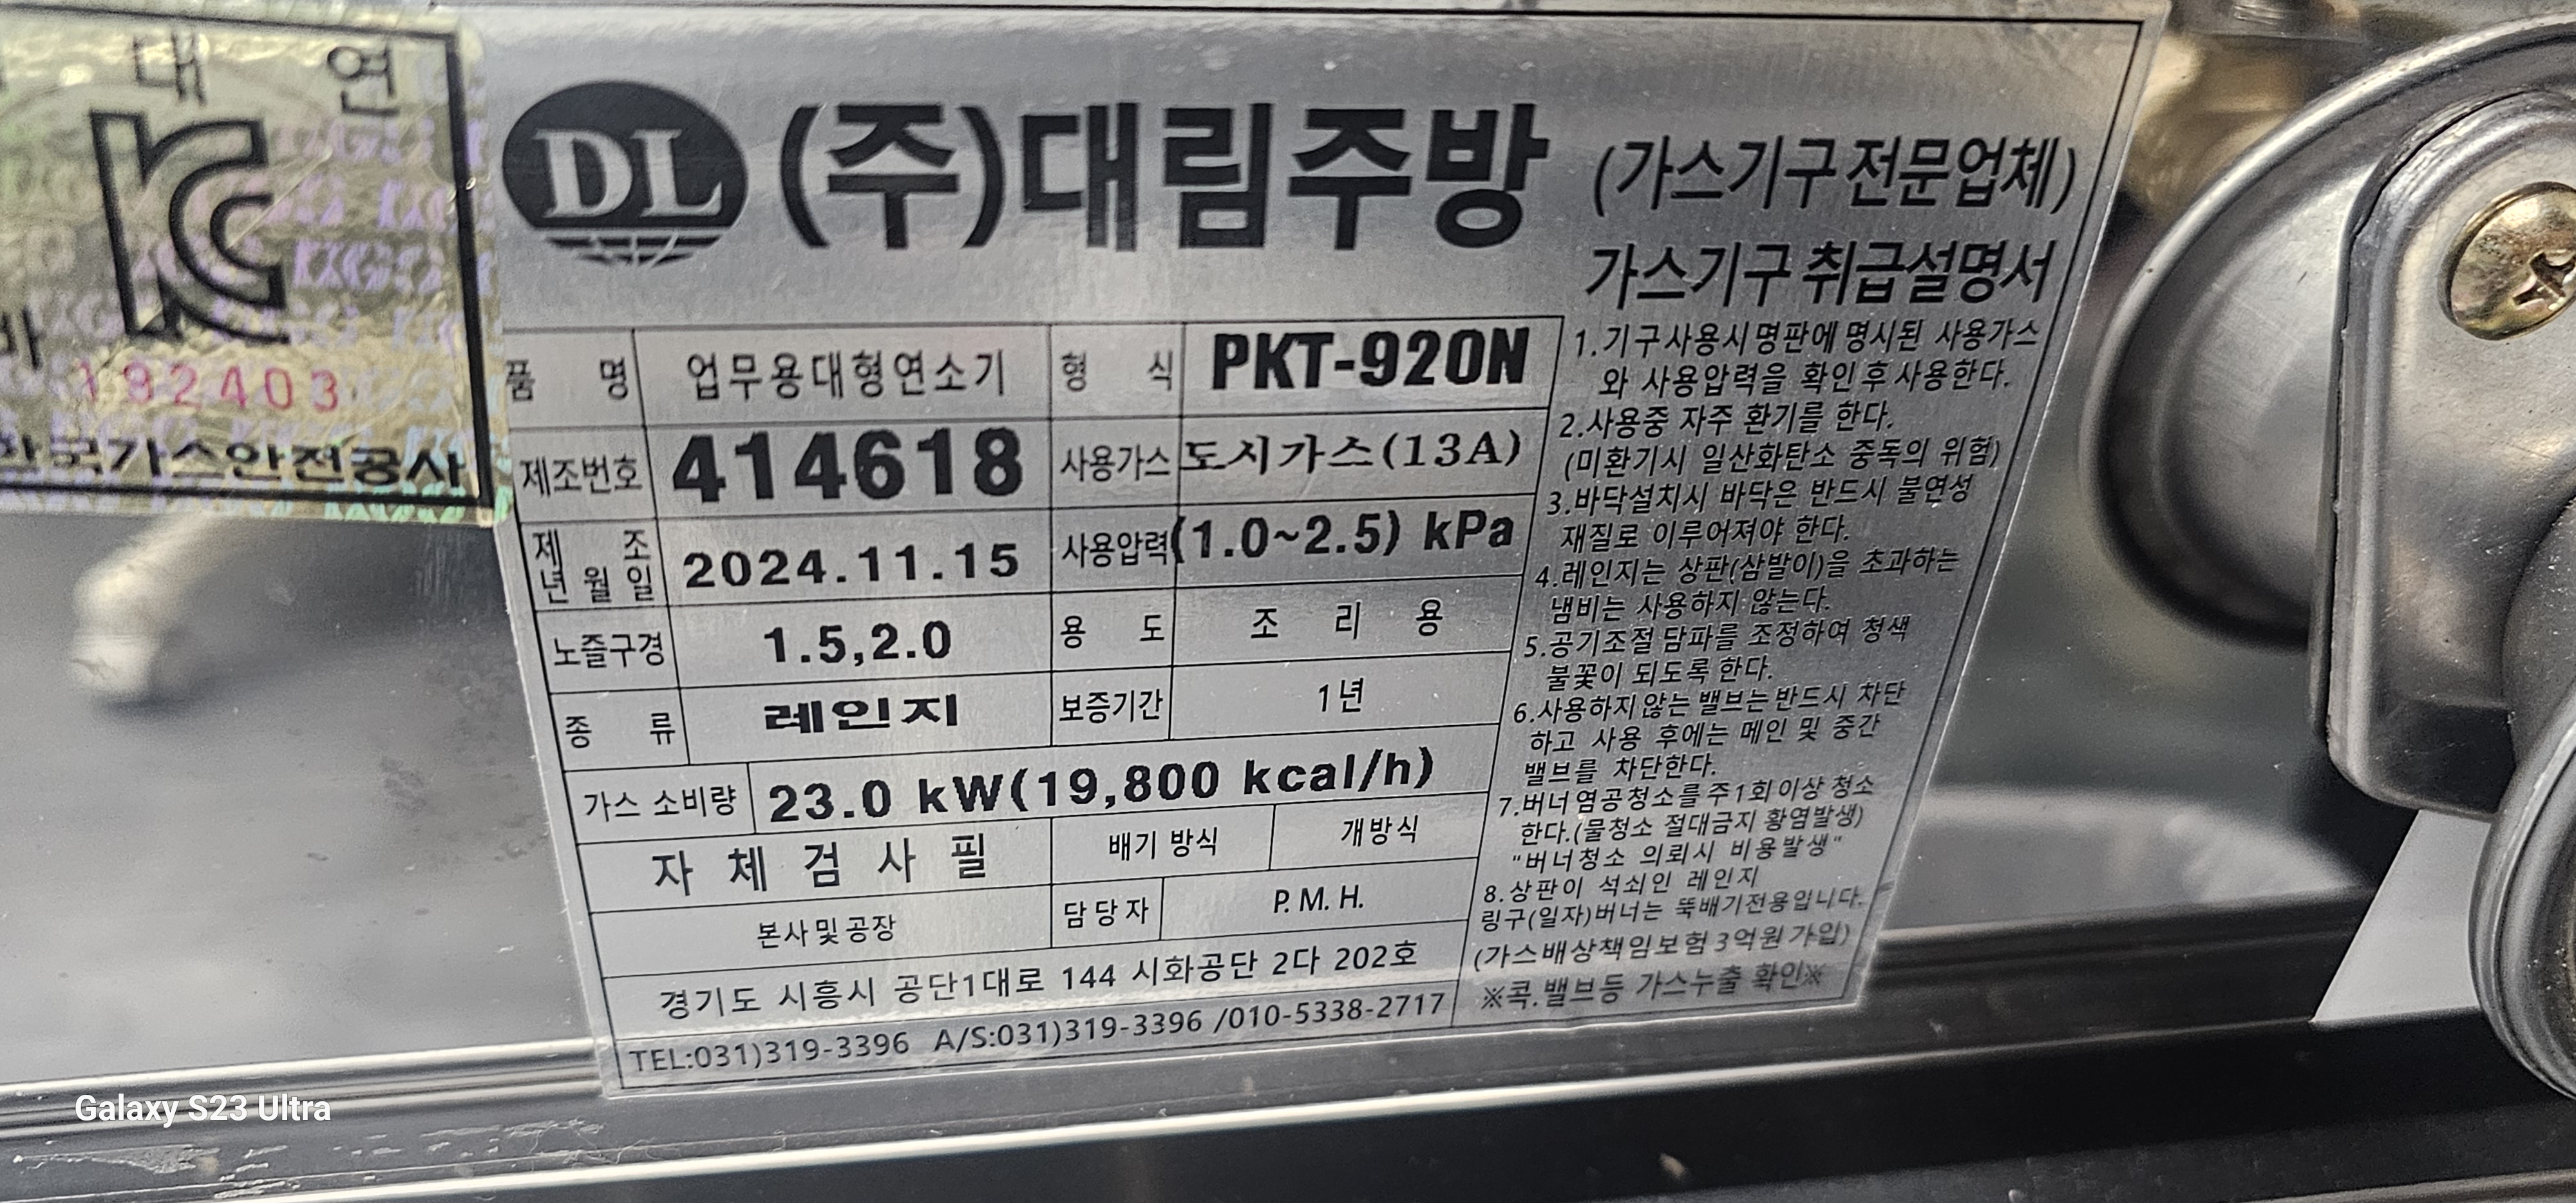 대 연
192403
한국가스안전공사
DL (주)대림주방 (가스기구전문업체)
가스기구 취급설명서
품 명 업무용대형연소기 형 식 PKT-920N
제조번호 414618 사용가스 도시가스(13A)
제 조 년 월 일 2024.11.15 사용압력 (1.0~2.5) kPa
노즐구경 1.5,2.0 용 도 조 리 용
종 류 레인지 보증기간 1년
가스 소비량 23.0 kW(19,800 kcal/h)
자 체 검 사 필 배기 방식 개방식
본사 및 공장 담당자 P. M. H.
경기도 시흥시 공단1대로 144 시화공단 2다 202호
TEL:031)319-3396 A/S:031)319-3396 /010-5338-2717
1.기구사용시명판에 명시된 사용가스
와 사용압력을 확인후사용한다.
2.사용중 자주 환기를 한다.
(미환기시 일산화탄소 중독의 위험)
3.바닥설치시 바닥은 반드시 불연성
재질로 이루어져야 한다.
4.레인지는 상판(삼발이)을 초과하는
냄비는 사용하지 않는다.
5.공기조절 담파를 조정하여 청색
불꽃이 되도록 한다.
6.사용하지않는 밸브는 반드시 차단
하고 사용 후에는 메인 및 중간
밸브를 차단한다.
7.버너염공청소를 주1회이상 청소
한다.(물청소 절대금지 황염발생)
"버너청소 의뢰시 비용발생"
8.상판이 석쇠인 레인지
링구(일자)버너는 뚝배기전용입니다.
(가스배상책임보험 3억원 가입)
※콕.밸브등 가스누출 확인※
Galaxy S23 Ultra